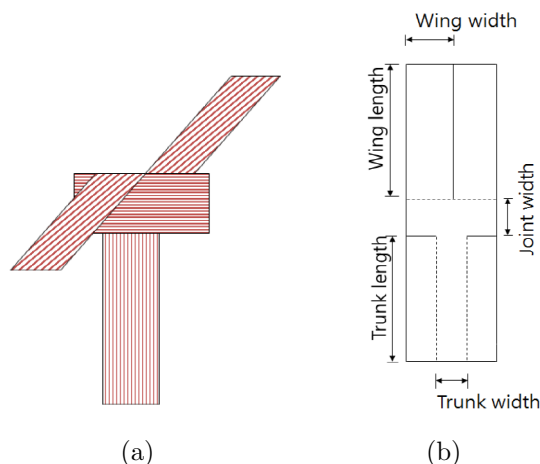 Wing width
Wing length
Joint width
Trunk length
Trunk width
(a)
(b)